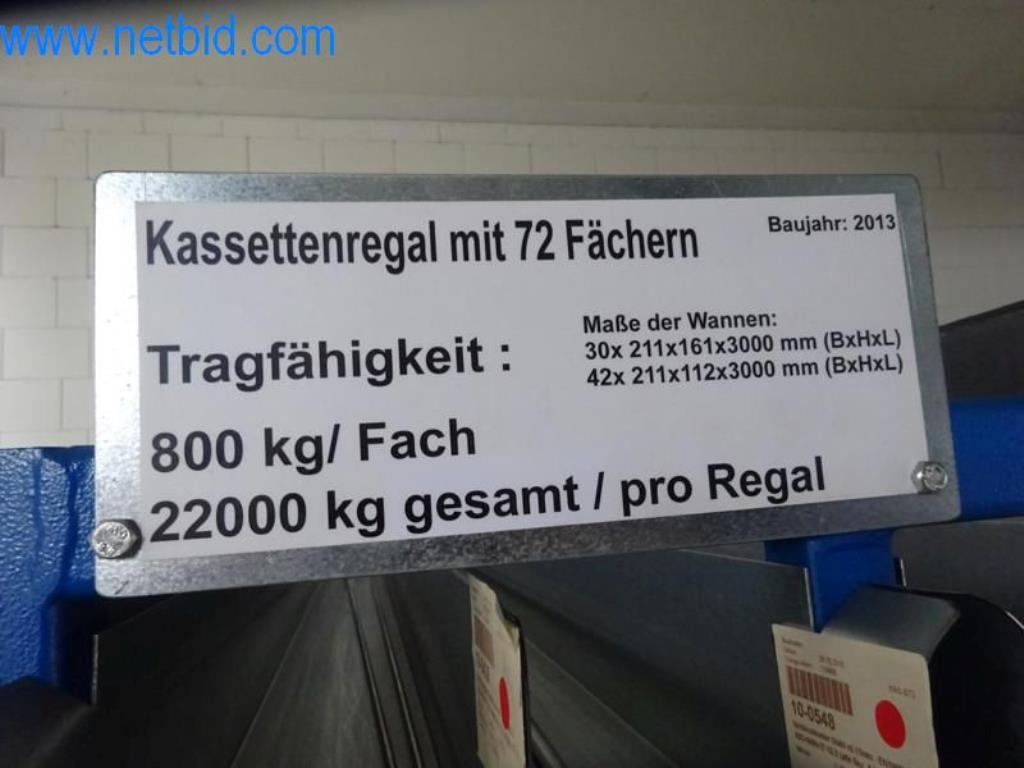 www.netbid.com
Kassettenregal mit 72 Fächern
Baujahr: 2013
Tragfähigkeit :
Maße der Wannen:
30x 211x161x3000 mm (BxHxL)
42x 211x112x3000 mm (BxHxL)
800 kg/ Fach
22000 kg gesamt / pro Regal
10-0548